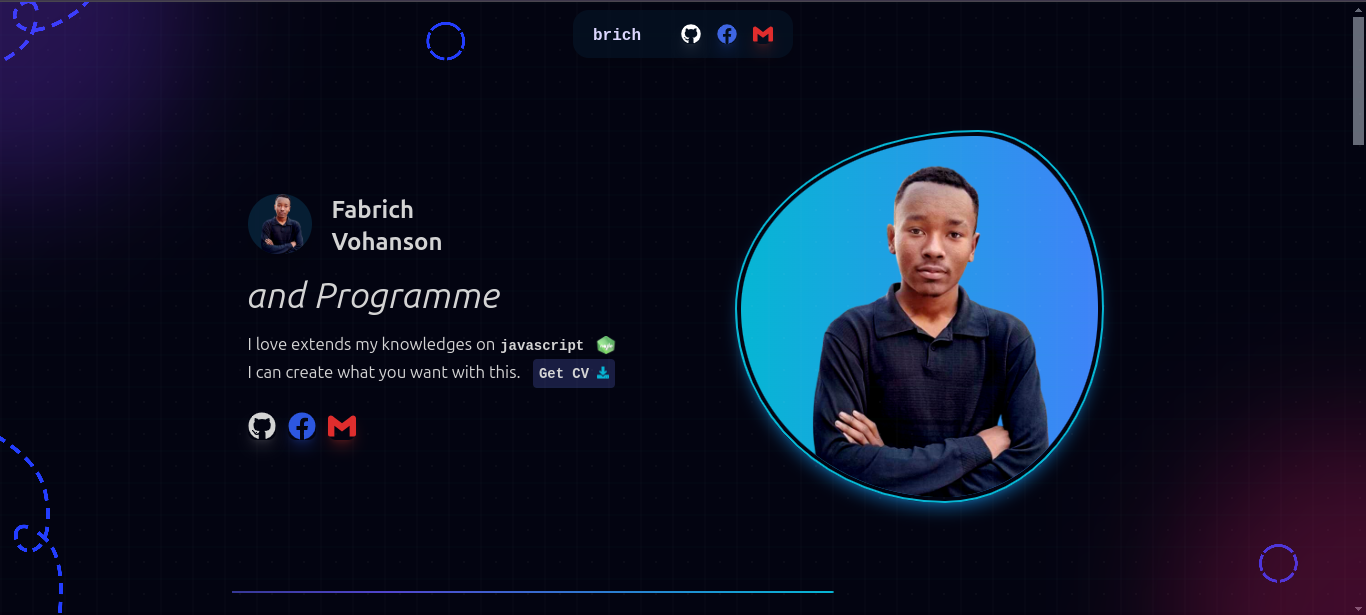 brich
Fabrich
Vohanson
and Programme
I love extends my knowledges on javascript
I can create what you want with this. Get CV